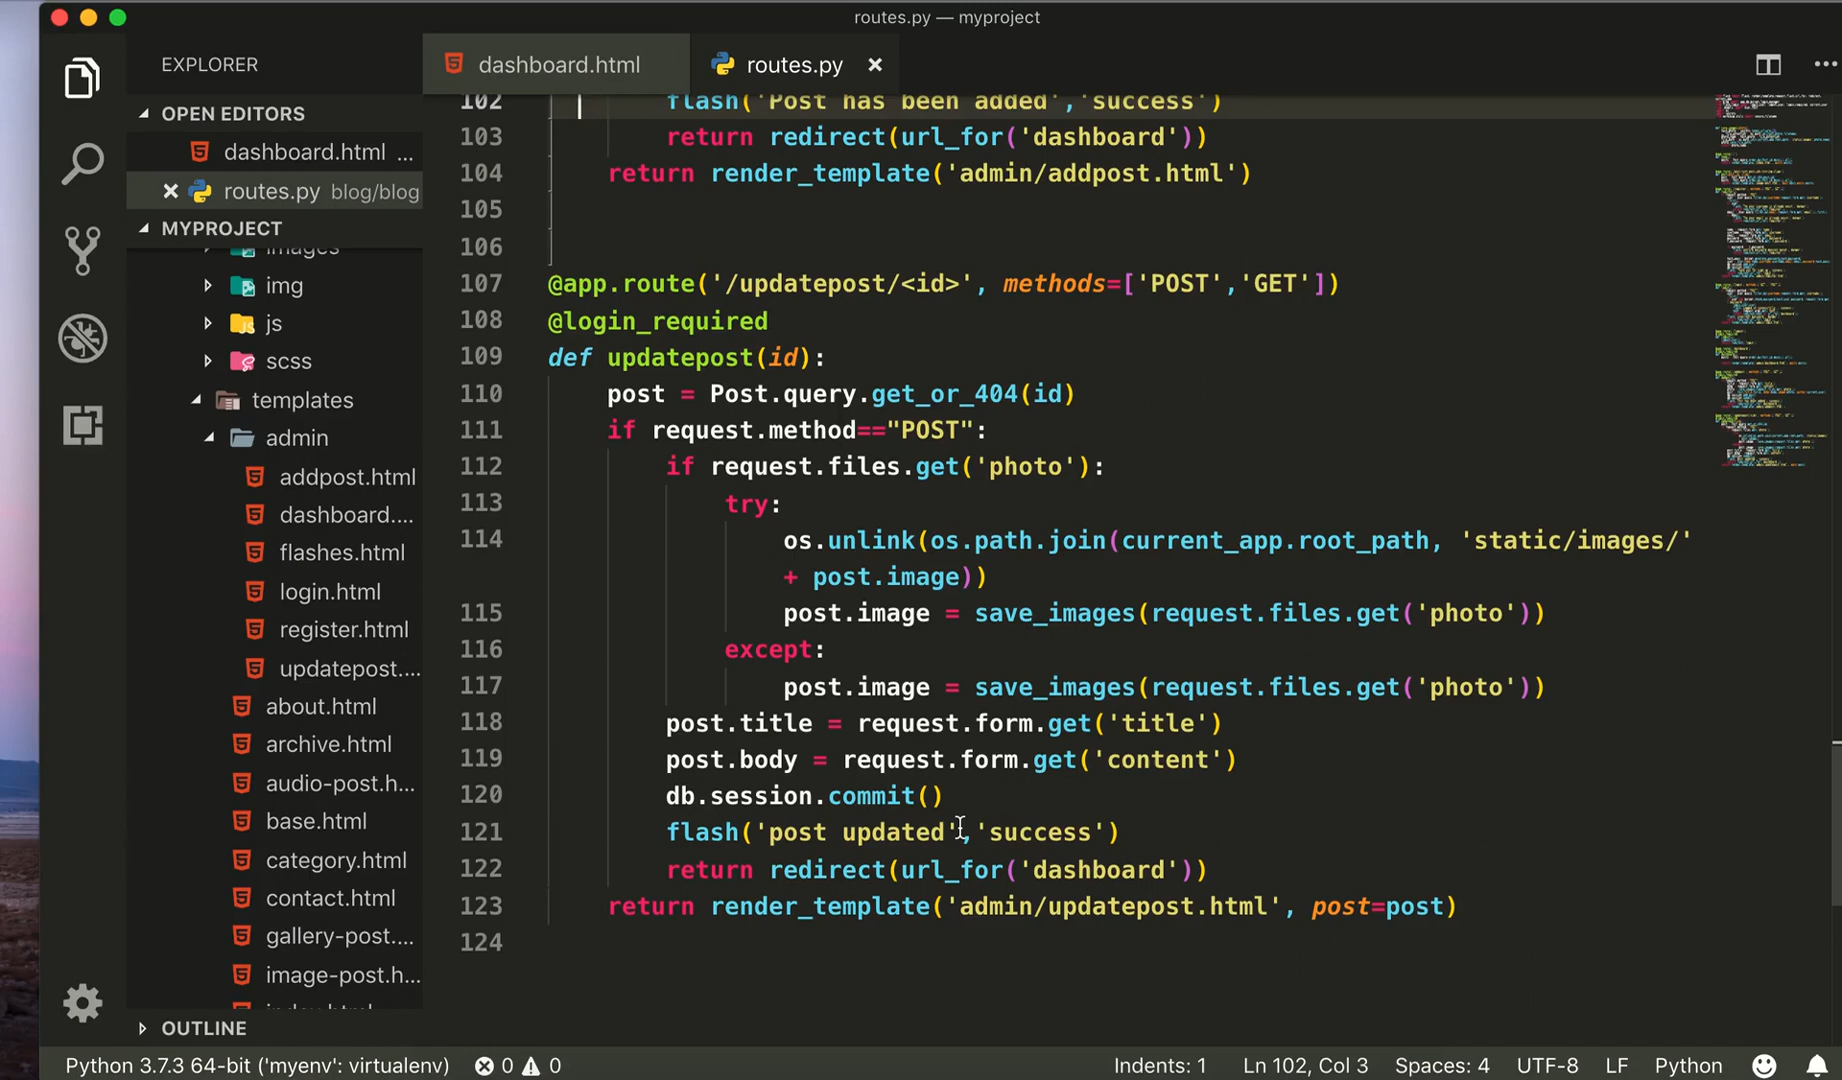 routes.py — myproject
EXPLORER
dashboard.html
routes.py
OPEN EDITORS
dashboard.html ...
routes.py blog/blog
MYPROJECT
images
img
js
scss
templates
admin
addpost.html
dashboard....
flashes.html
login.html
register.html
updatepost....
about.html
archive.html
audio-post.h...
base.html
category.html
contact.html
gallery-post....
image-post.h...
index.html
OUTLINE
102 flash('Post has been added','success')
103 return redirect(url_for('dashboard'))
104 return render_template('admin/addpost.html')
105
106
107 @app.route('/updatepost/<id>', methods=['POST','GET'])
108 @login_required
109 def updatepost(id):
110 post = Post.query.get_or_404(id)
111 if request.method=="POST":
112 if request.files.get('photo'):
113 try:
114 os.unlink(os.path.join(current_app.root_path, 'static/images/'
+ post.image))
115 post.image = save_images(request.files.get('photo'))
116 except:
117 post.image = save_images(request.files.get('photo'))
118 post.title = request.form.get('title')
119 post.body = request.form.get('content')
120 db.session.commit()
121 flash('post updated','success')
122 return redirect(url_for('dashboard'))
123 return render_template('admin/updatepost.html', post=post)
124
Python 3.7.3 64-bit ('myenv': virtualenv) 0 0 Indents: 1 Ln 102, Col 3 Spaces: 4 UTF-8 LF Python